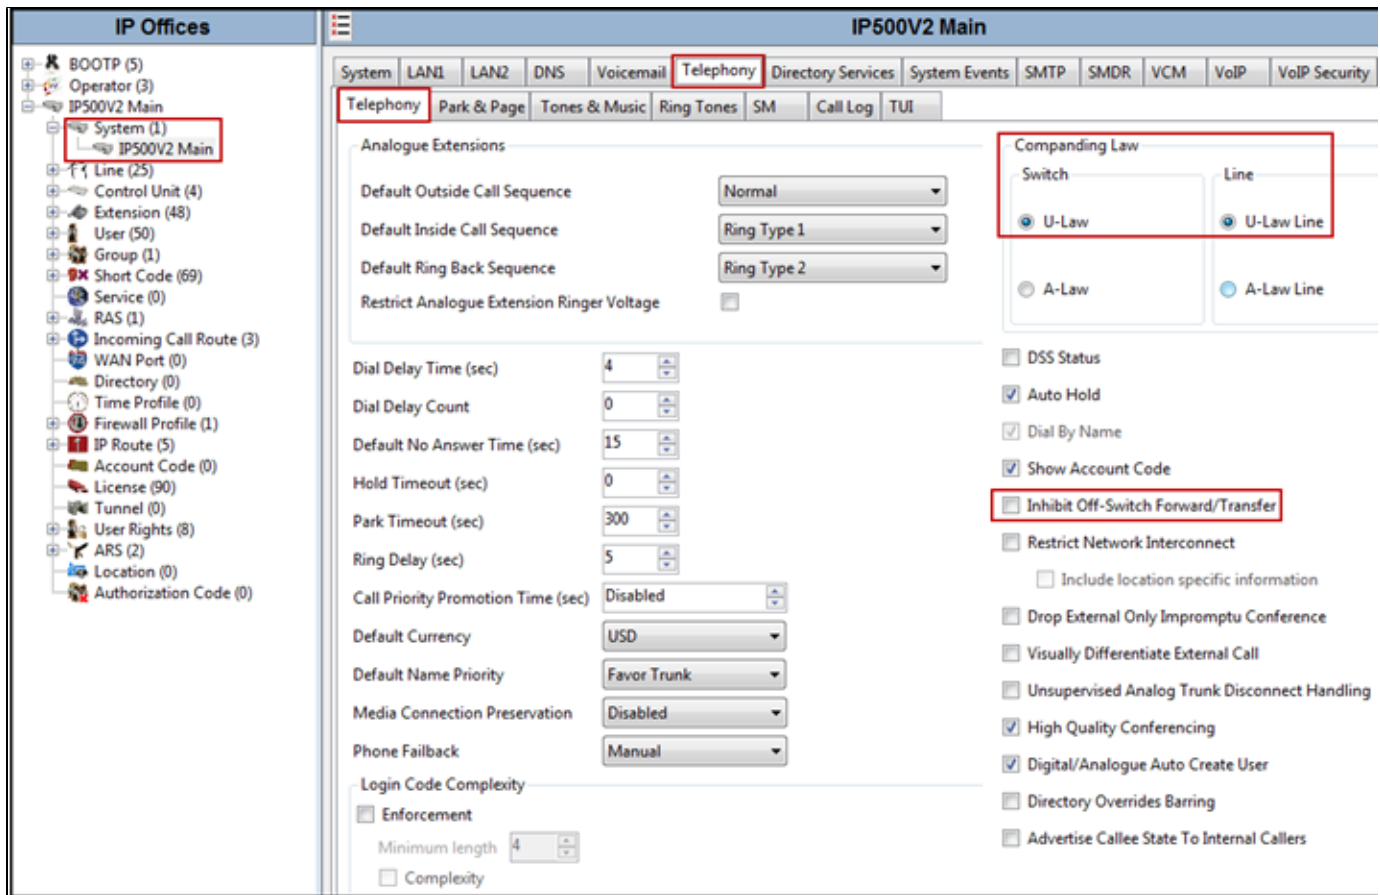 IP Offices
BOOTP (5)
Operator (3)
IP500V2 Main
System (1)
IP500V2 Main
Line (25)
Control Unit (4)
Extension (48)
User (50)
Group (1)
Short Code (69)
Service (0)
RAS (1)
Incoming Call Route (3)
WAN Port (0)
Directory (0)
Time Profile (0)
Firewall Profile (1)
IP Route (5)
Account Code (0)
License (90)
Tunnel (0)
User Rights (8)
ARS (2)
Location (0)
Authorization Code (0)
IP500V2 Main
System LAN1 LAN2 DNS Voicemail Telephony Directory Services System Events SMTP SMDR VCM VoIP VoIP Security
Telephony Park & Page Tones & Music Ring Tones SM Call Log TUI
Analogue Extensions
Default Outside Call Sequence Normal
Default Inside Call Sequence Ring Type 1
Default Ring Back Sequence Ring Type 2
Restrict Analogue Extension Ringer Voltage
Dial Delay Time (sec) 4
Dial Delay Count 0
Default No Answer Time (sec) 15
Hold Timeout (sec) 0
Park Timeout (sec) 300
Ring Delay (sec) 5
Call Priority Promotion Time (sec) Disabled
Default Currency USD
Default Name Priority Favor Trunk
Media Connection Preservation Disabled
Phone Failback Manual
Login Code Complexity
Enforcement
Minimum length 4
Complexity
Companding Law
Switch Line
U-Law U-Law Line
A-Law A-Law Line
DSS Status
Auto Hold
Dial By Name
Show Account Code
Inhibit Off-Switch Forward/Transfer
Restrict Network Interconnect
Include location specific information
Drop External Only Impromptu Conference
Visually Differentiate External Call
Unsupervised Analog Trunk Disconnect Handling
High Quality Conferencing
Digital/Analogue Auto Create User
Directory Overrides Barring
Advertise Callee State To Internal Callers